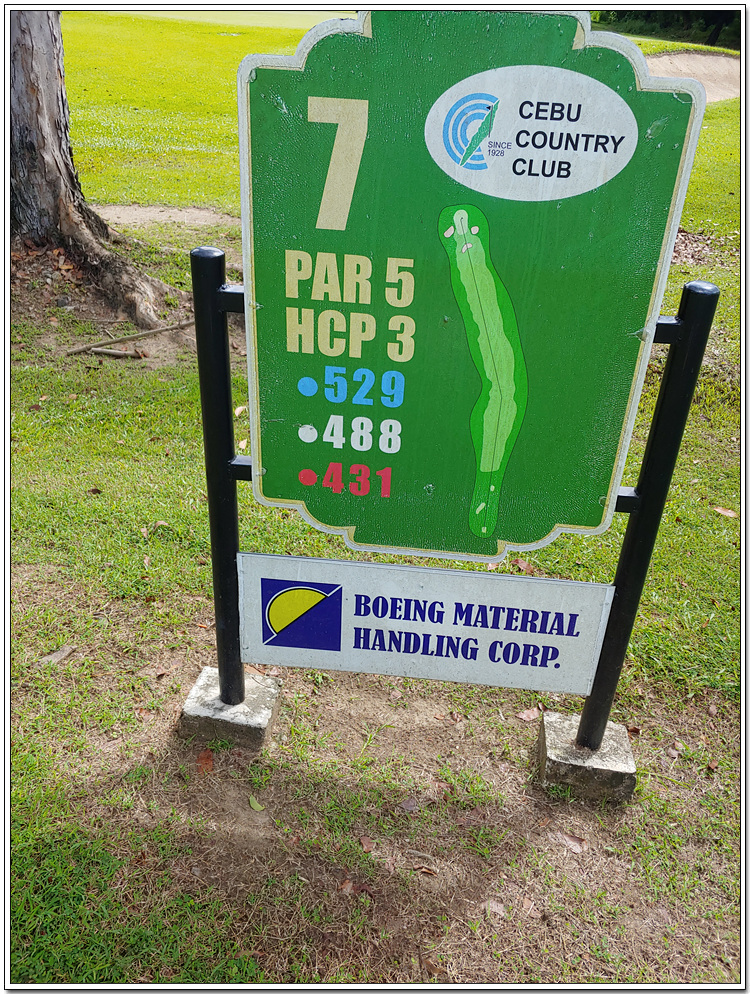 7
CEBU
COUNTRY
CLUB
SINCE
1928
PAR 5
HCP 3
529
488
431
BOEING MATERIAL
HANDLING CORP.